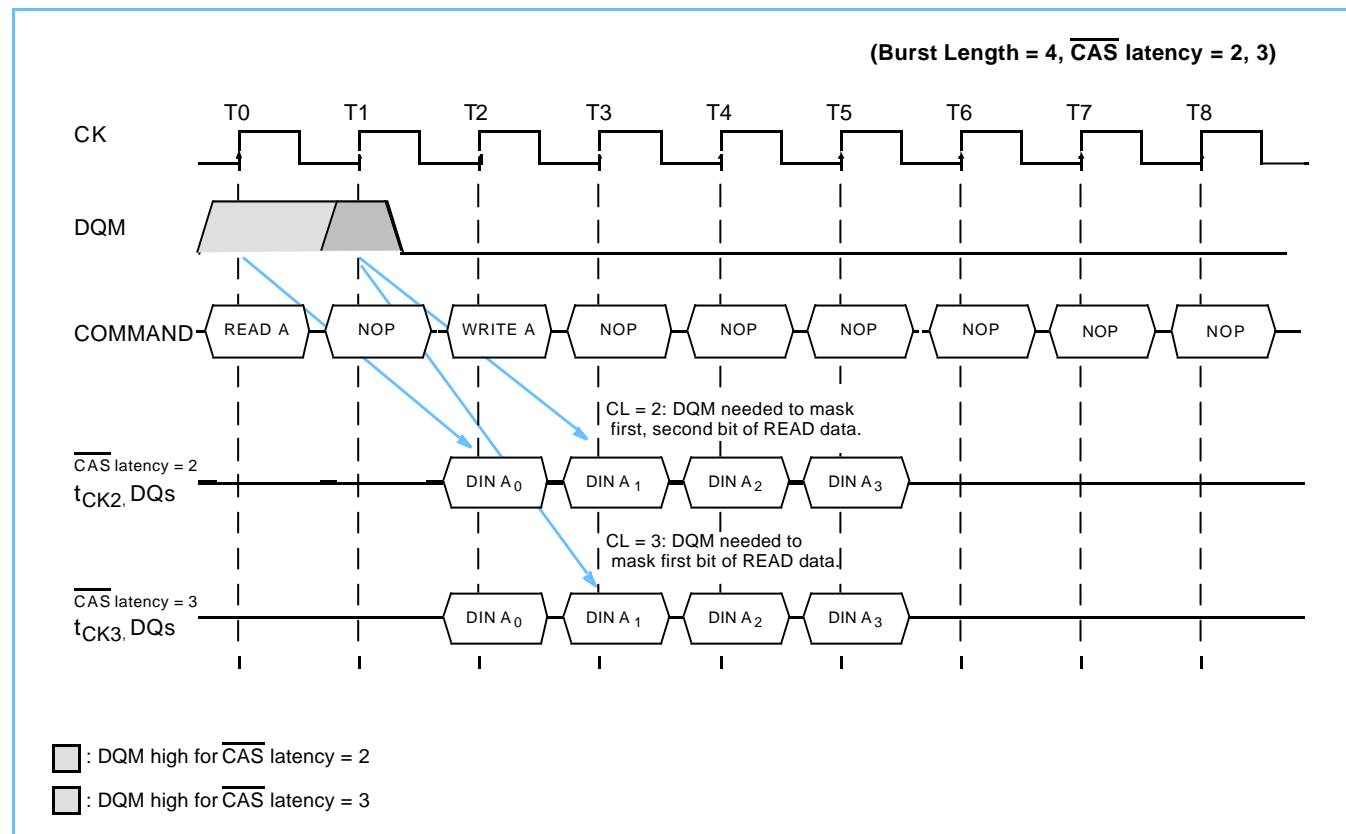 (Burst Length = 4, CAS latency = 2, 3)
T0 T1 T2 T3 T4 T5 T6 T7 T8
CK
DQM
COMMAND READ A NOP WRITE A NOP NOP NOP NOP NOP NOP
CL = 2: DQM needed to mask
first, second bit of READ data.
CAS latency = 2
tCK2, DQs DIN A0 DIN A1 DIN A2 DIN A3
CL = 3: DQM needed to
mask first bit of READ data.
CAS latency = 3
tCK3, DQs DIN A0 DIN A1 DIN A2 DIN A3
: DQM high for CAS latency = 2
: DQM high for CAS latency = 3